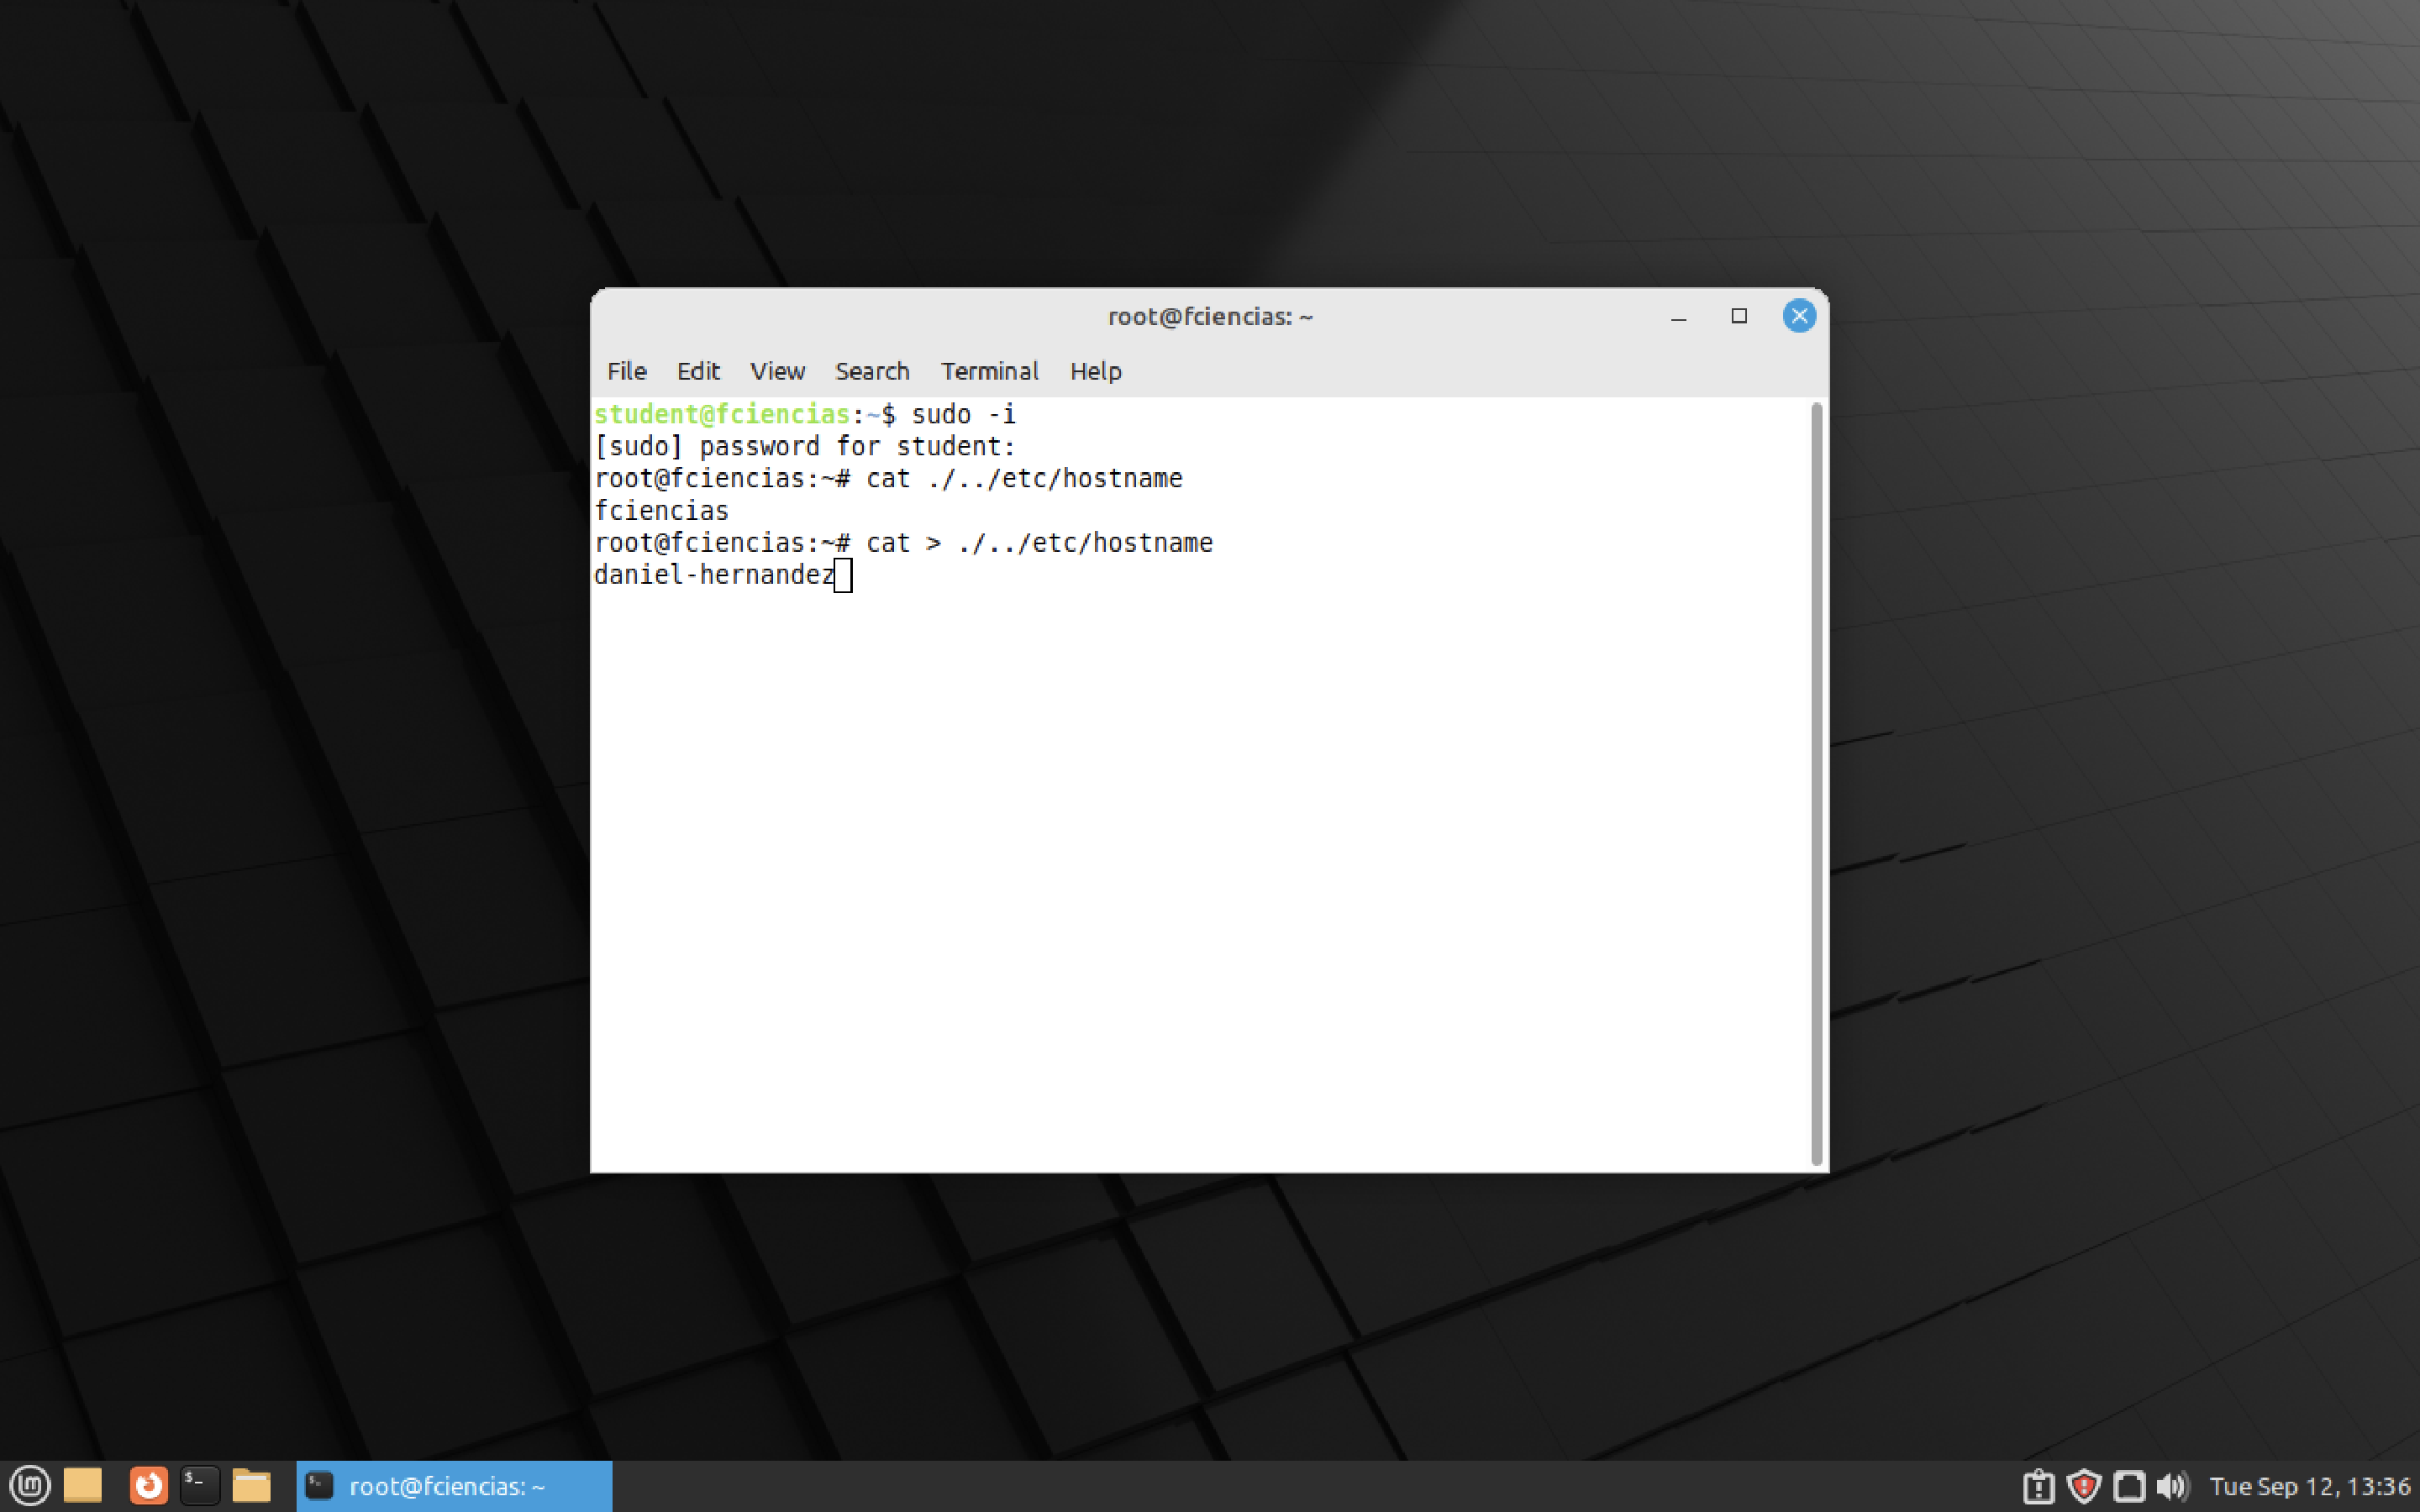 root@fciencias: ~
File Edit View Search Terminal Help
student@fciencias:~$ sudo -i
[sudo] password for student:
root@fciencias:~# cat ./../etc/hostname
fciencias
root@fciencias:~# cat > ./../etc/hostname
daniel-hernandez
root@fciencias: ~
Tue Sep 12, 13:36